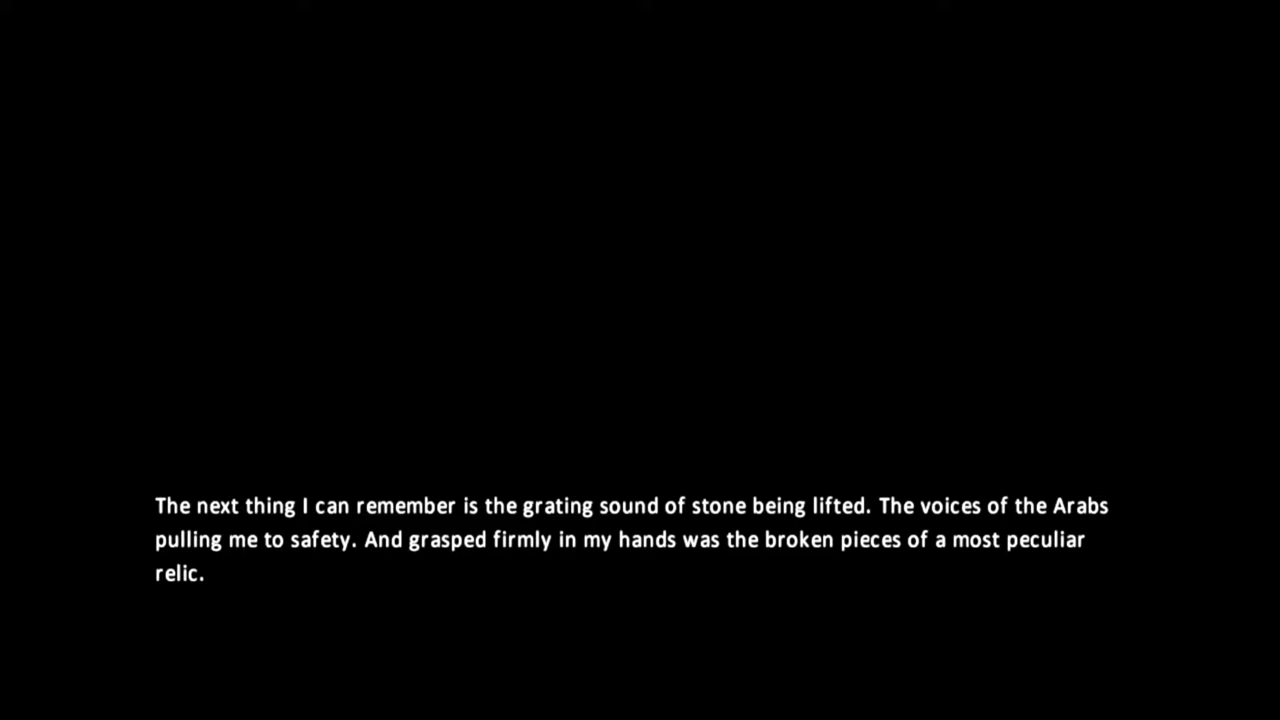 The next thing I can remember is the grating sound of stone being lifted. The voices of the Arabs
pulling me to safety. And grasped firmly in my hands was the broken pieces of a most peculiar
relic.